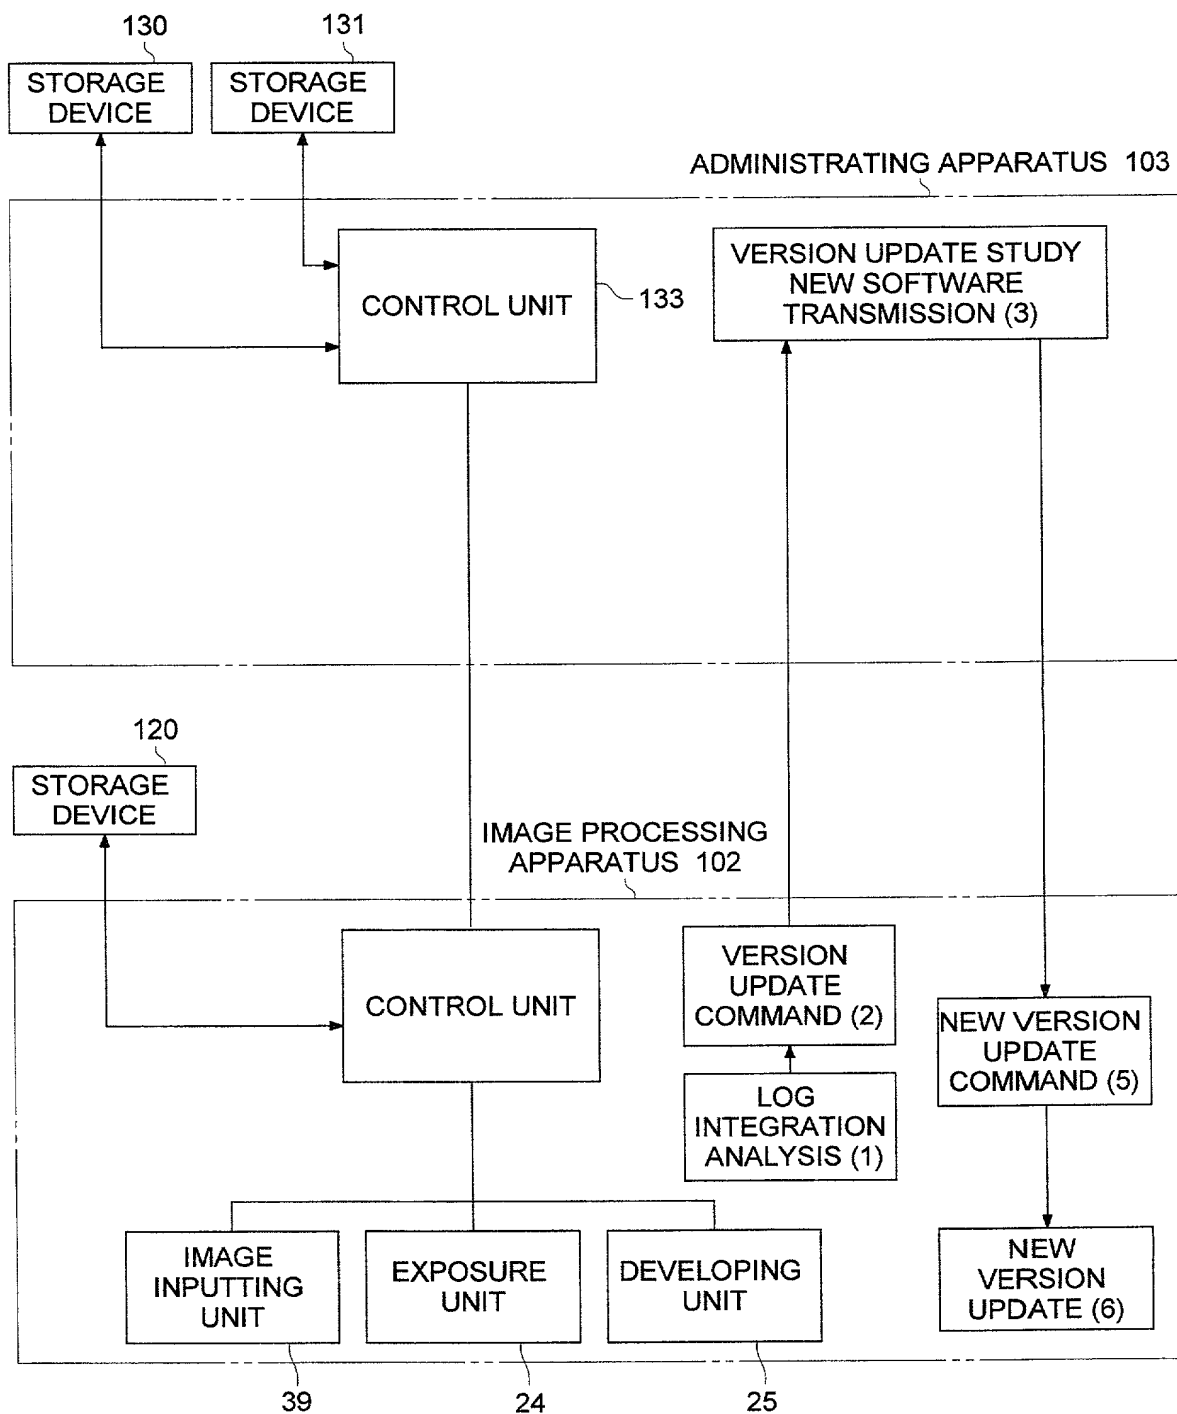 130
131
STORAGE
DEVICE
STORAGE
DEVICE
ADMINISTRATING APPARATUS 103
CONTROL UNIT
133
VERSION UPDATE STUDY
NEW SOFTWARE
TRANSMISSION (3)
120
STORAGE
DEVICE
IMAGE PROCESSING
APPARATUS 102
CONTROL UNIT
VERSION
UPDATE
COMMAND (2)
NEW VERSION
UPDATE
COMMAND (5)
LOG
INTEGRATION
ANALYSIS (1)
IMAGE
INPUTTING
UNIT
EXPOSURE
UNIT
DEVELOPING
UNIT
NEW
VERSION
UPDATE (6)
39
24
25